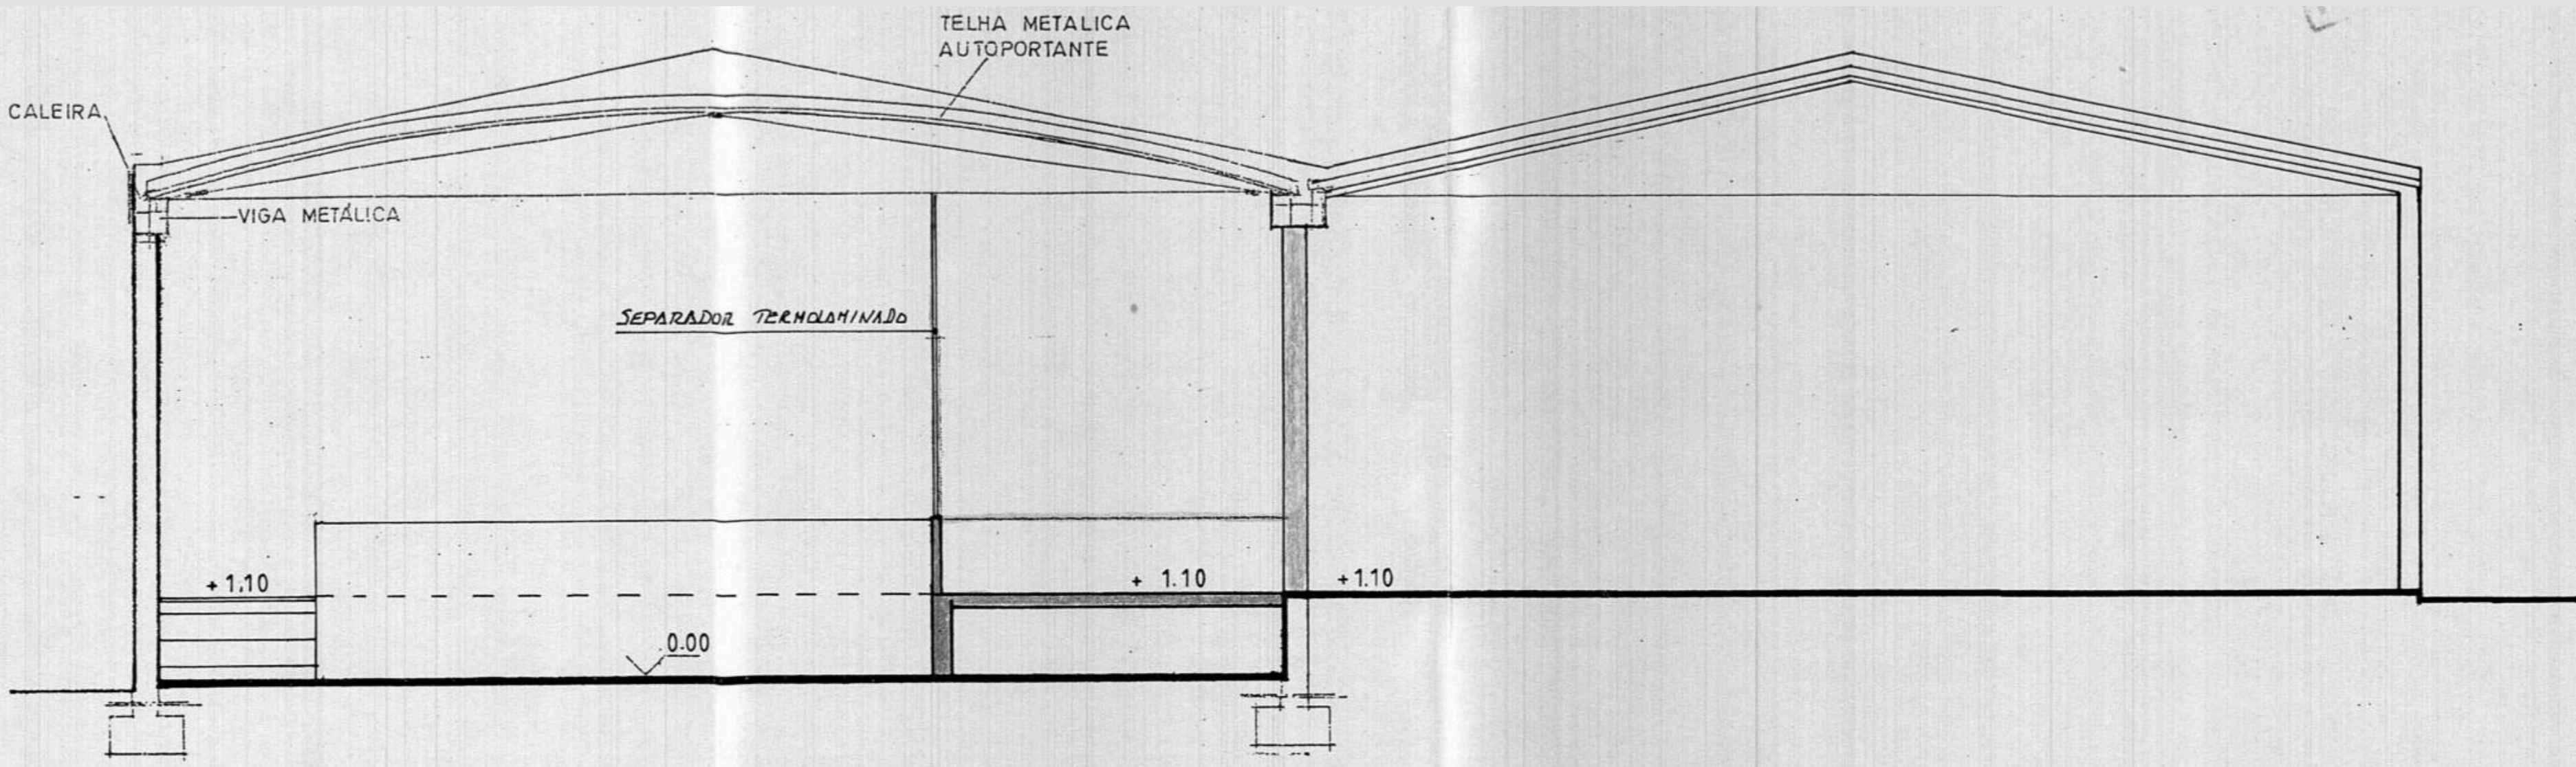 TELHA METALICA
AUTOPORTANTE
CALEIRA
VIGA METÁLICA
SEPARADOR TERMOLAMINADO
+ 1.10
+ 1.10
+ 1.10
0.00